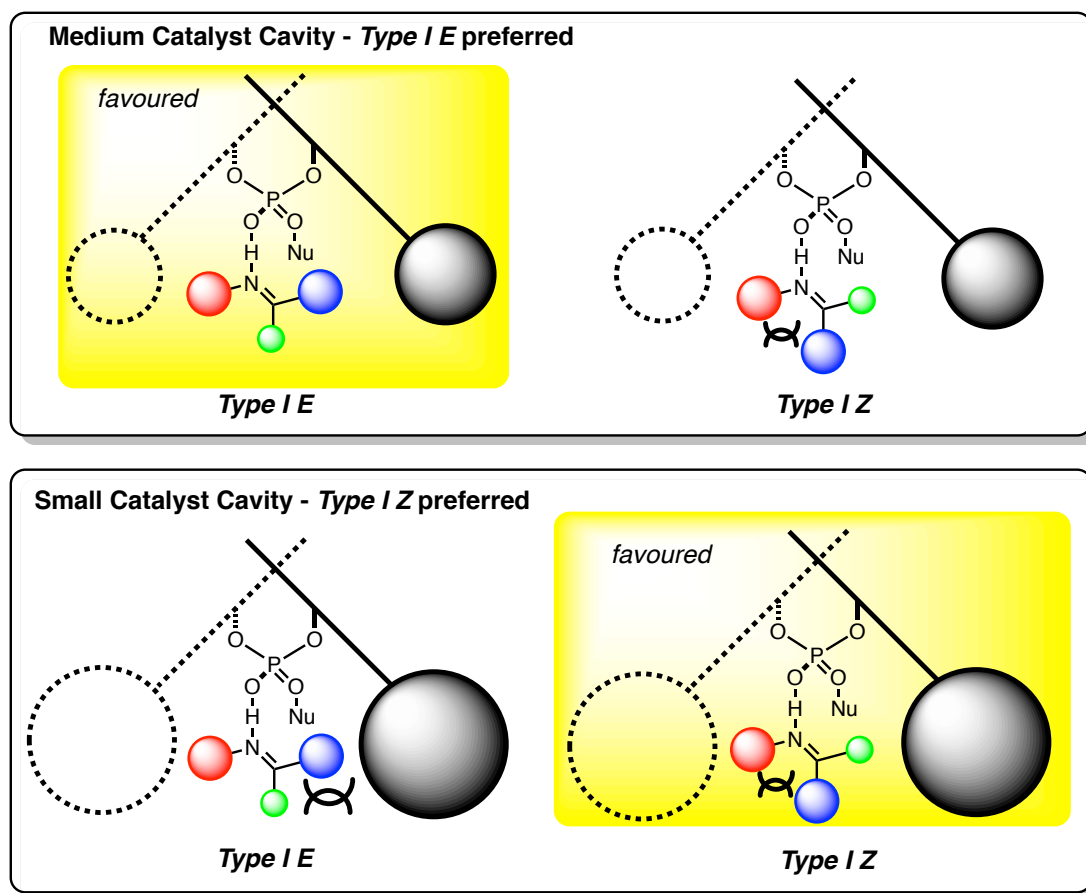 Medium Catalyst Cavity - Type I E preferred
favoured
O O
P
O O
H Nu
N
Type I E
O O
P
O O
H Nu
N
Type I Z
Small Catalyst Cavity - Type I Z preferred
O O
P
O O
H Nu
N
Type I E
favoured
O O
P
O O
H Nu
N
Type I Z